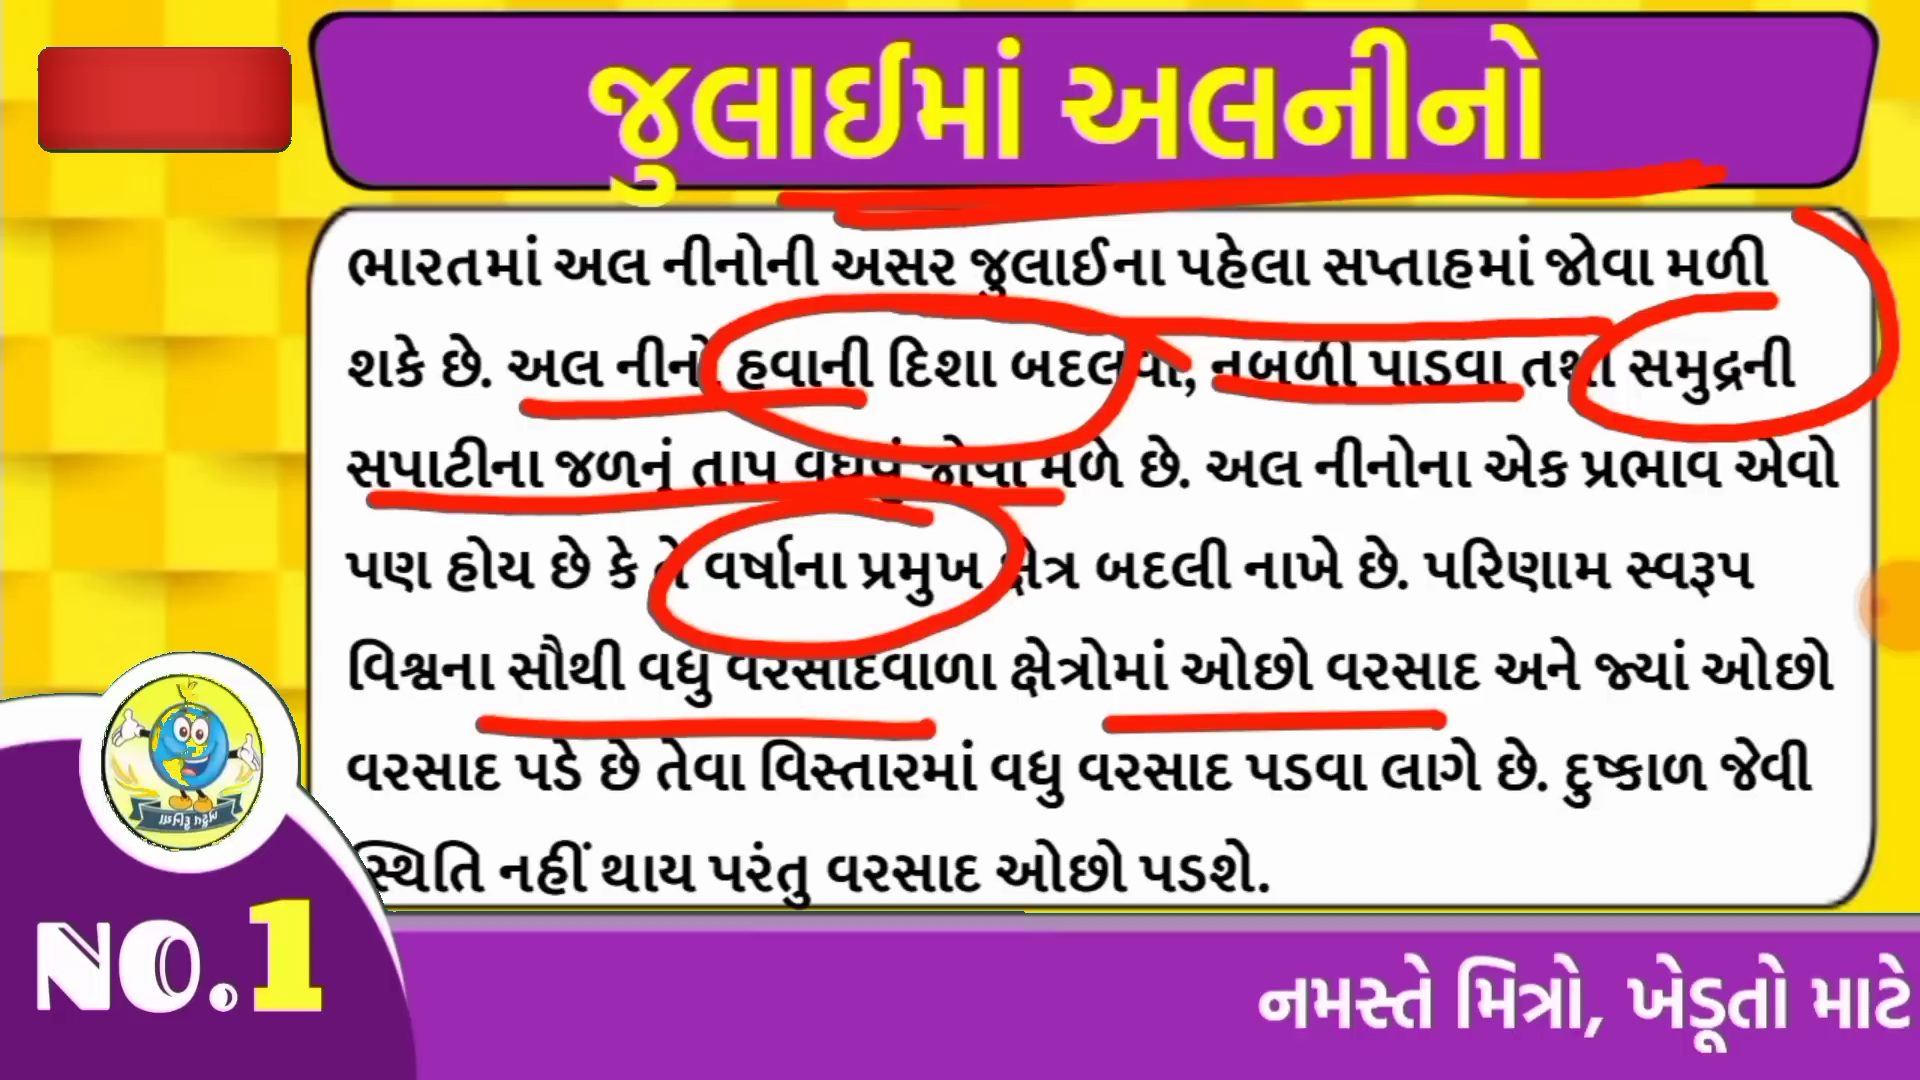 જુલાઈમાં અલનીનો
ભારતમાં અલ નીનોની અસર જુલાઈના પહેલા સપ્તાહમાં જોવા મળી
શકે છે. અલ નીનો હવાની દિશા બદલવા, નબળી પાડવા તથા સમુદ્રની
સપાટીના જળનું તાપ વધવું જોવા મળે છે. અલ નીનોના એક પ્રભાવ એવો
પણ હોય છે કે તે વર્ષાના પ્રમુખ ક્ષેત્ર બદલી નાખે છે. પરિણામ સ્વરૂપ
વિશ્વના સૌથી વધુ વરસાદવાળા ક્ષેત્રોમાં ઓછો વરસાદ અને જ્યાં ઓછો
વરસાદ પડે છે તેવા વિસ્તારમાં વધુ વરસાદ પડવા લાગે છે. દુષ્કાળ જેવી
સ્થિતિ નહીં થાય પરંતુ વરસાદ ઓછો પડશે.
NO.1
નમસ્તે મિત્રો, ખેડૂતો માટે